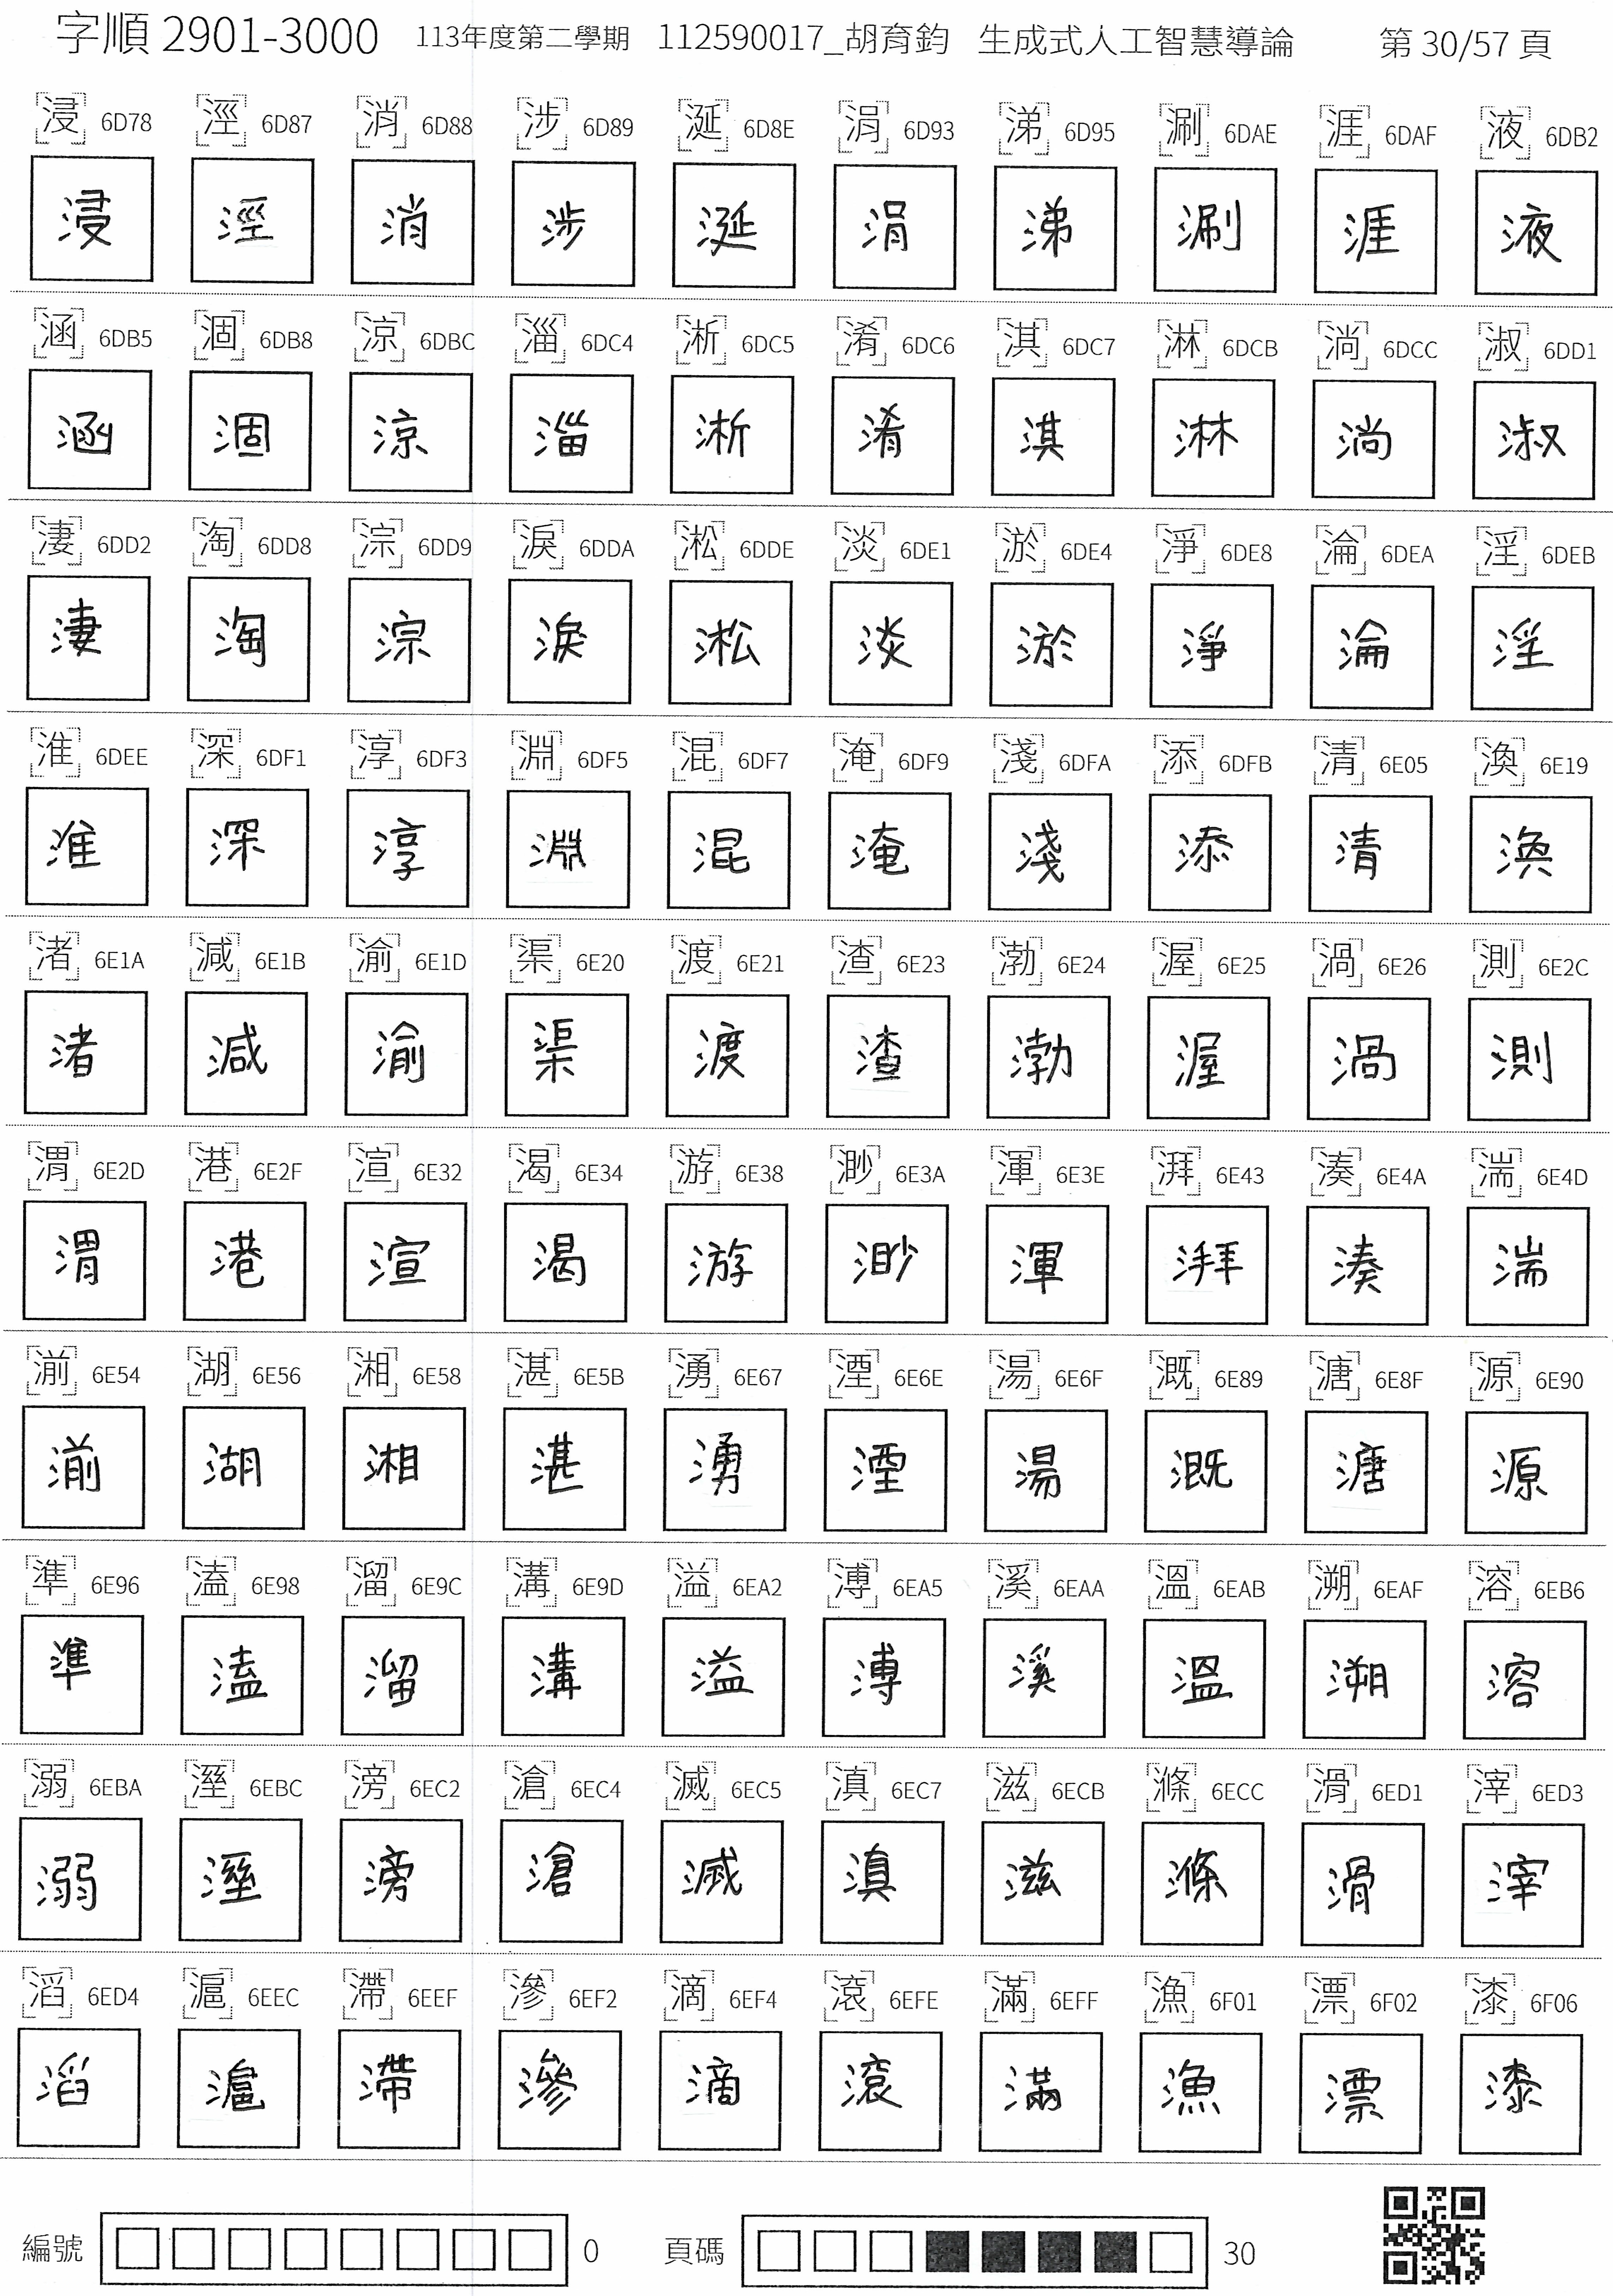 字順 2901-3000 113年度第二學期 112590017_胡育鈞 生成式人工智慧導論 第 30/57 頁
浸 6D78 涇 6D87 消 6D88 涉 6D89 涎 6D8E 涓 6D93 涕 6D95 涮 6DAE 涯 6DAF 液 6DB2
浸 涇 消 涉 涎 涓 涕 涮 涯 液
涵 6DB5 涸 6DB8 涼 6DBC 淄 6DC4 淅 6DC5 淆 6DC6 淇 6DC7 淋 6DCB 淌 6DCC 淑 6DD1
涵 涸 涼 淄 淅 淆 淇 淋 淌 淑
淒 6DD2 淘 6DD8 淙 6DD9 淚 6DDA 淞 6DDE 淡 6DE1 淤 6DE4 淨 6DE8 淪 6DEA 淫 6DEB
淒 淘 淙 淚 淞 淡 淤 淨 淪 淫
淮 6DEE 深 6DF1 淳 6DF3 淵 6DF5 混 6DF7 淹 6DF9 淺 6DFA 添 6DFB 清 6E05 渙 6E19
淮 深 淳 淵 混 淹 淺 添 清 渙
渚 6E1A 減 6E1B 渝 6E1D 渠 6E20 渡 6E21 渣 6E23 渤 6E24 渥 6E25 渦 6E26 測 6E2C
渚 減 渝 渠 渡 渣 渤 渥 渦 測
渭 6E2D 港 6E2F 渲 6E32 渴 6E34 游 6E38 渺 6E3A 渾 6E3E 湃 6E43 湊 6E4A 湍 6E4D
渭 港 渲 渴 游 渺 渾 湃 湊 湍
湔 6E54 湖 6E56 湘 6E58 湛 6E5B 湧 6E67 湮 6E6E 湯 6E6F 溉 6E89 溏 6E8F 源 6E90
湔 湖 湘 湛 湧 湮 湯 溉 溏 源
準 6E96 溘 6E98 溜 6E9C 溝 6E9D 溢 6EA2 溥 6EA5 溪 6EAA 溫 6EAB 溯 6EAF 溶 6EB6
準 溘 溜 溝 溢 溥 溪 溫 溯 溶
溺 6EBA 溼 6EBC 滂 6EC2 滄 6EC4 滅 6EC5 滇 6EC7 滋 6ECB 滌 6ECC 滑 6ED1 滓 6ED3
溺 溼 滂 滄 滅 滇 滋 滌 滑 滓
滔 6ED4 滬 6EEC 滯 6EEF 滲 6EF2 滴 6EF4 滾 6EFE 滿 6EFF 漁 6F01 漂 6F02 漆 6F06
滔 滬 滯 滲 滴 滾 滿 漁 漂 漆
編號 0 頁碼 30